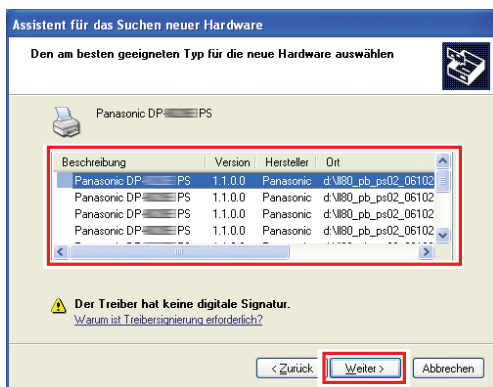 Assistent für das Suchen neuer Hardware
Den am besten geeigneten Typ für die neue Hardware auswählen
Panasonic DP- PS
Beschreibung Version Hersteller Ort
Panasonic DP- PS 1.1.0.0 Panasonic d:\ll80_pb_ps02_06102
Panasonic DP- PS 1.1.0.0 Panasonic d:\ll80_pb_ps02_06102
Panasonic DP- PS 1.1.0.0 Panasonic d:\ll80_pb_ps02_06102
Panasonic DP- PS 1.1.0.0 Panasonic d:\ll80_pb_ps02_06102
Der Treiber hat keine digitale Signatur.
Warum ist Treibersignierung erforderlich?
< Zurück Weiter > Abbrechen